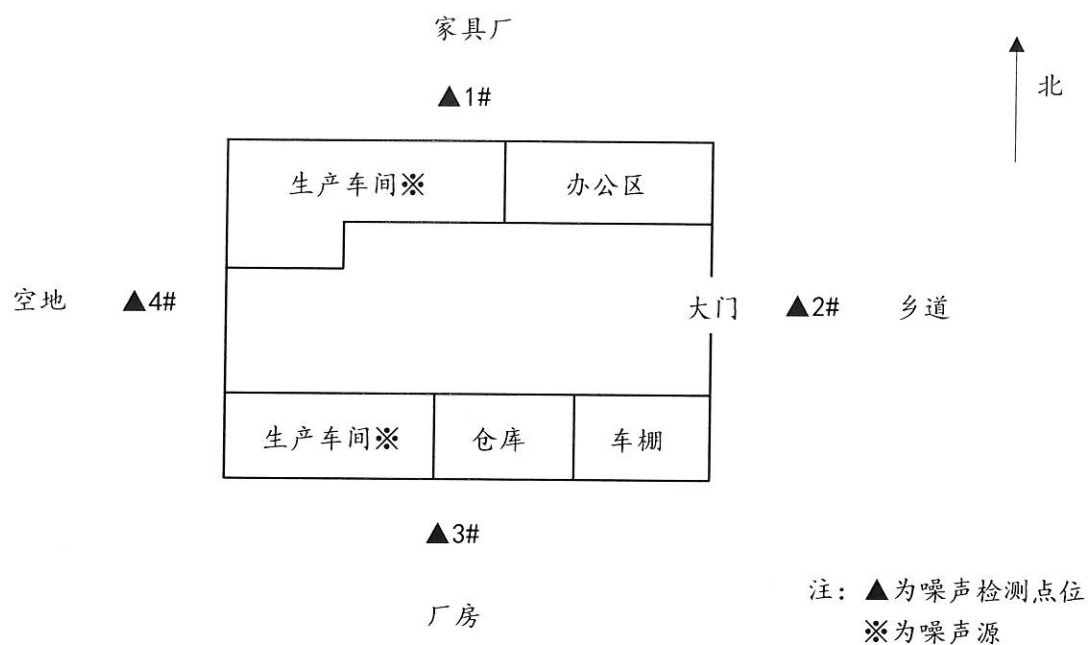 家具厂
▲1#
北
生产车间※
办公区
空地
▲4#
大门
▲2#
乡道
生产车间※
仓库
车棚
▲3#
厂房
注：▲为噪声检测点位
※为噪声源